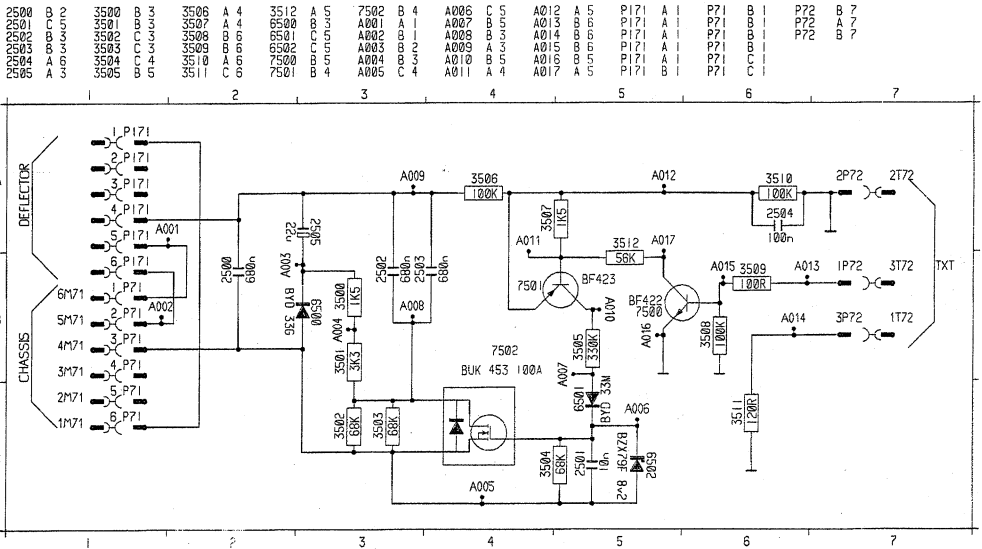 2500 B 2 3500 B 3 3506 A 4 3512 A 5 7502 B 4 A006 C 5 A012 A 5 P171 A 1 P71 B 1 P72 B 7
2501 C 5 3501 B 3 3507 A 4 6500 B 3 A001 A 1 A007 B 5 A013 B 6 P171 A 1 P71 B 1 P72 A 7
2502 B 3 3502 C 3 3508 B 6 6501 C 5 A002 B 1 A008 B 3 A014 B 6 P171 A 1 P71 B 1 P72 B 7
2503 B 3 3503 C 3 3509 B 6 6502 C 5 A003 B 2 A009 A 3 A015 B 6 P171 A 1 P71 B 1
2504 A 6 3504 C 4 3510 A 6 7500 B 5 A004 B 3 A010 B 5 A016 B 5 P171 A 1 P71 C 1
2505 A 3 3505 B 5 3511 C 6 7501 B 4 A005 C 4 A011 A 4 A017 A 5 P171 B 1 P71 C 1
1 2 3 4 5 6 7
DEFLECTOR
1 P171
2 P171
3 P171
4 P171
5 P171
6 P171
A001
A002
CHASSIS
6M71 1 P71
5M71 2 P71
4M71 3 P71
3M71 4 P71
2M71 5 P71
1M71 6 P71
2500
680n
2505
22u
A003
BYD
33G
6500
3500
1K5
A004
3501
3K3
3502
68K
3503
68K
2502
680n
2503
680n
A009
A008
A005
3506
100K
3507
1K5
A011
7501
BF423
A010
3505
330K
7502
BUK 453 100A
A007
6501
BYD
33M
3504
68K
2501
A006
6502
BZX79F 8v2
3512
56K
A012
A017
BF422
7500
A016
3508
100K
A015
3509
100R
A013
A014
3511
120R
3510
100K
2504
100n
2P72 2T72
1P72 3T72
3P72 1T72
TXT
A
B
1 2 3 4 5 6 7